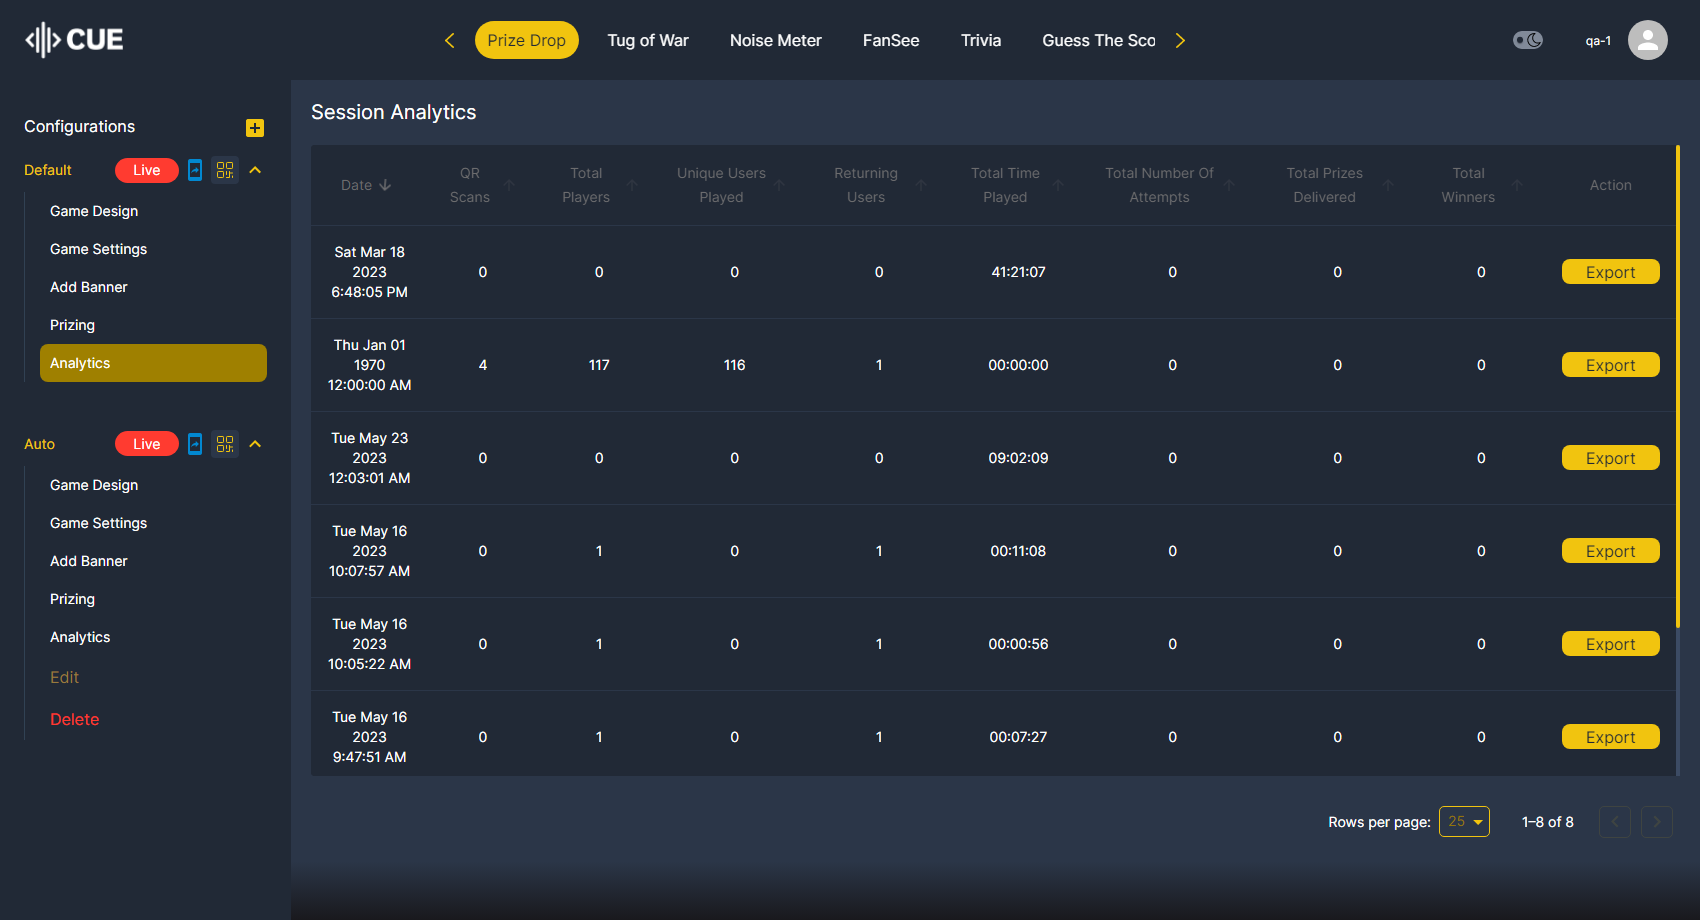 CUE
Prize Drop
Tug of War
Noise Meter
FanSee
Trivia
Guess The Sco
qa-1
Configurations
Default
Live
Game Design
Game Settings
Add Banner
Prizing
Analytics
Auto
Live
Game Design
Game Settings
Add Banner
Prizing
Analytics
Edit
Delete
Session Analytics
Date
QR
Scans
Total
Players
Unique Users
Played
Returning
Users
Total Time
Played
Total Number Of
Attempts
Total Prizes
Delivered
Total
Winners
Action
Sat Mar 18
2023
6:48:05 PM
0
0
0
0
41:21:07
0
0
0
Export
Thu Jan 01
1970
12:00:00 AM
4
117
116
1
00:00:00
0
0
0
Export
Tue May 23
2023
12:03:01 AM
0
0
0
0
09:02:09
0
0
0
Export
Tue May 16
2023
10:07:57 AM
0
1
0
1
00:11:08
0
0
0
Export
Tue May 16
2023
10:05:22 AM
0
1
0
1
00:00:56
0
0
0
Export
Tue May 16
2023
9:47:51 AM
0
1
0
1
00:07:27
0
0
0
Export
Rows per page:
25
1–8 of 8